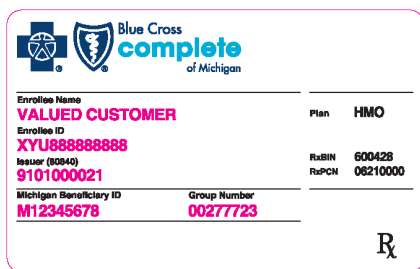 Blue Cross
complete
of Michigan
Enrollee Name
VALUED CUSTOMER
Plan HMO
Enrollee ID
XYU888888888
Issuer (80840)
9101000021
RxBIN 600428
RxPCN 06210000
Michigan Beneficiary ID Group Number
M12345678 00277723
Rx